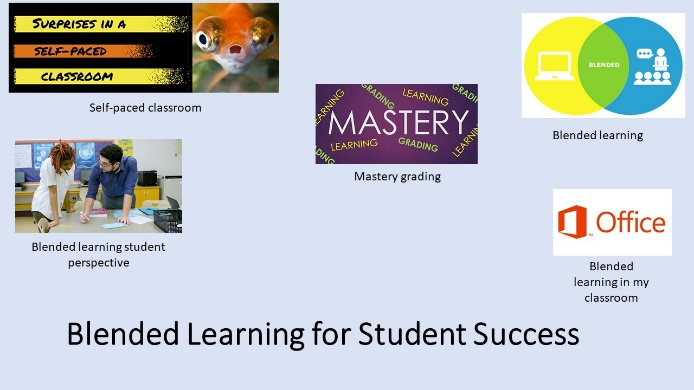 SURPRISES IN A
SELF-PACED
CLASSROOM
Self-paced classroom
BLENDED
Blended learning
GRADING
LEARNING
GRADING
LEARNING
MASTERY
LEARNING
GRADING
LEARNING
Mastery grading
Blended learning student
perspective
Office
Blended
learning in my
classroom
Blended Learning for Student Success